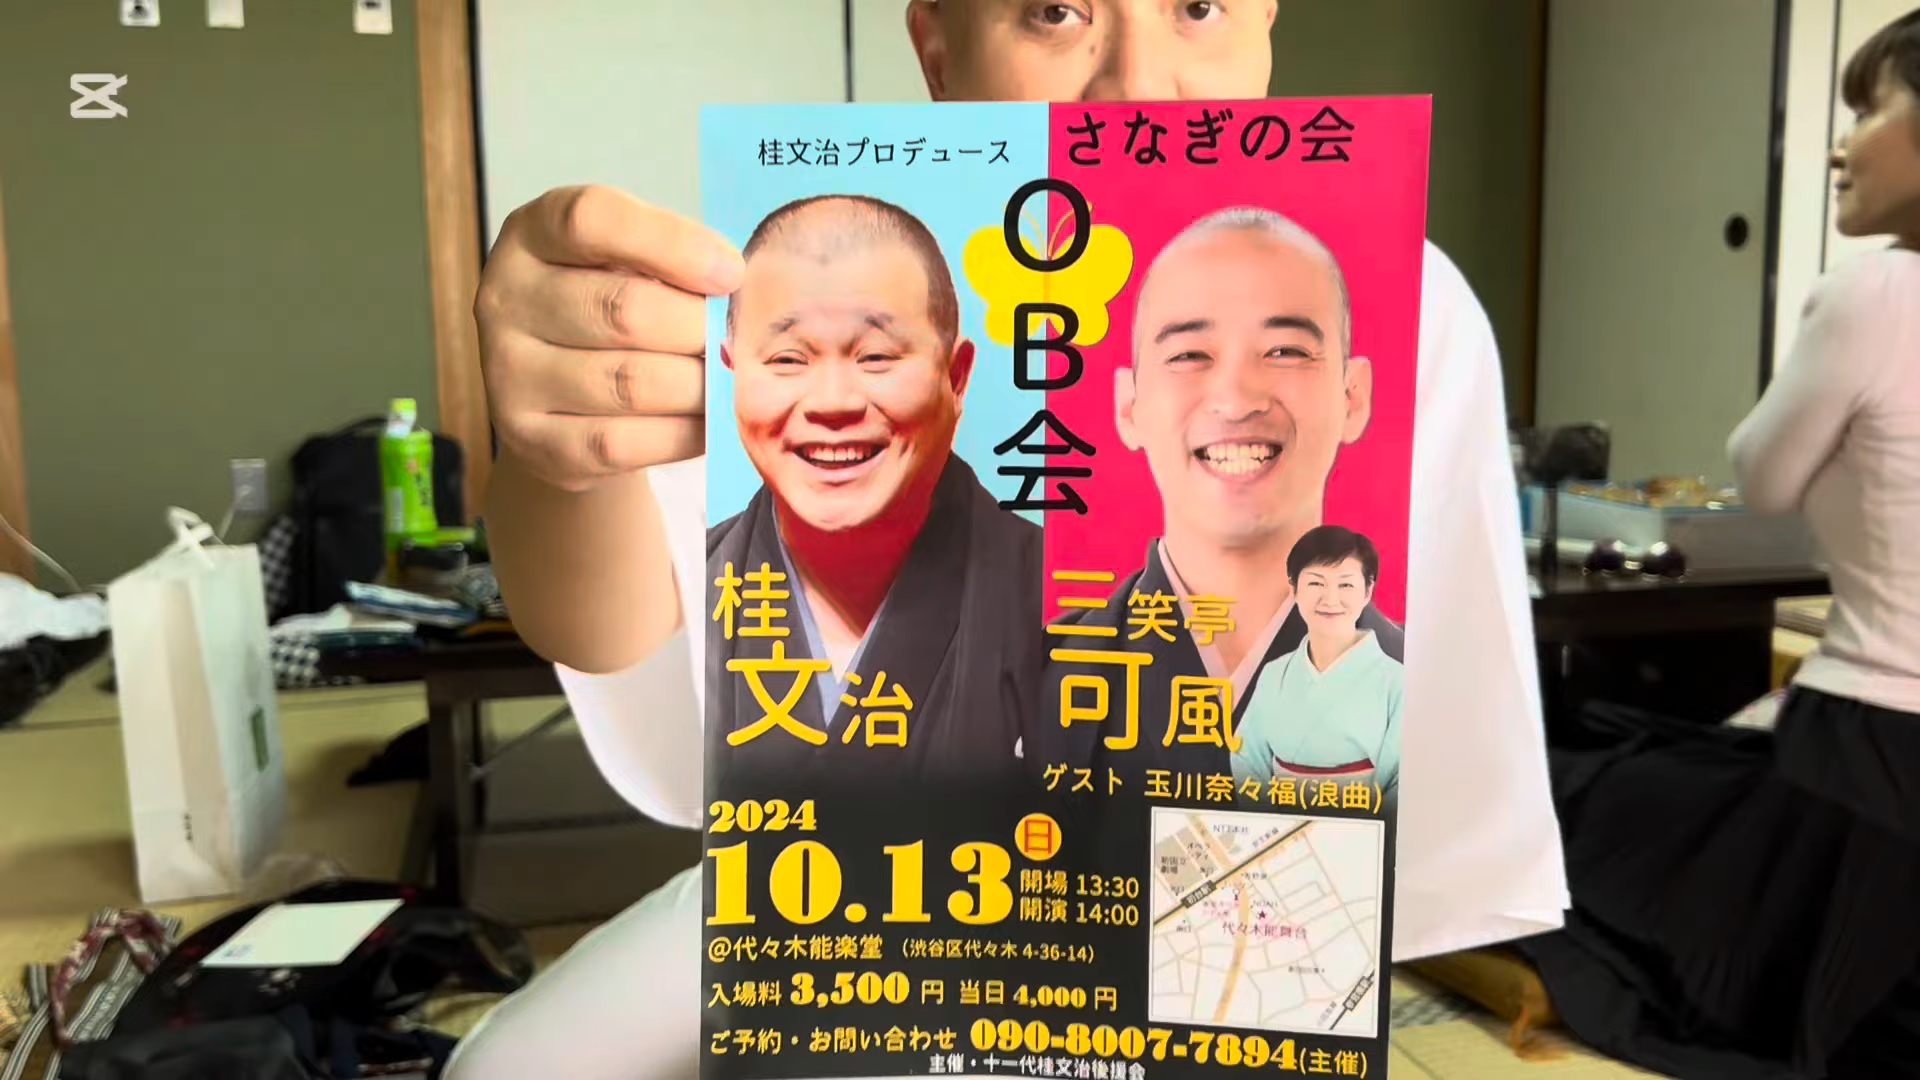 桂文治プロデュース
さなぎの会
OB会
桂文治
三笑亭可風
ゲスト 玉川奈々福(浪曲)
2024
10.13 日
開場 13:30
開演 14:00
@代々木能楽堂 (渋谷区代々木 4-36-14)
入場料 3,500 円 当日 4,000 円
ご予約・お問い合わせ 090-8007-7894(主催)
主催・十一代桂文治後援会
代々木能舞台